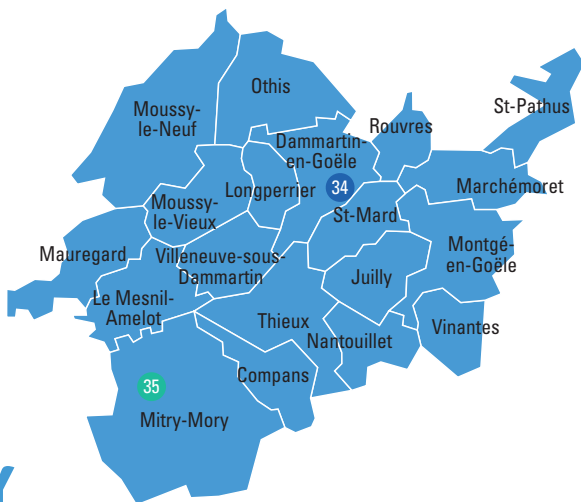 Othis
St-Pathus
Moussy-
le-Neuf
Rouvres
Dammartin-
en-Goële
34
Longperrier
Marchémoret
Moussy-
le-Vieux
St-Mard
Mauregard
Villeneuve-sous-
Dammartin
Montgé-
en-Goële
Juilly
Le Mesnil-
Amelot
Thieux
Vinantes
Nantouillet
Compans
35
Mitry-Mory